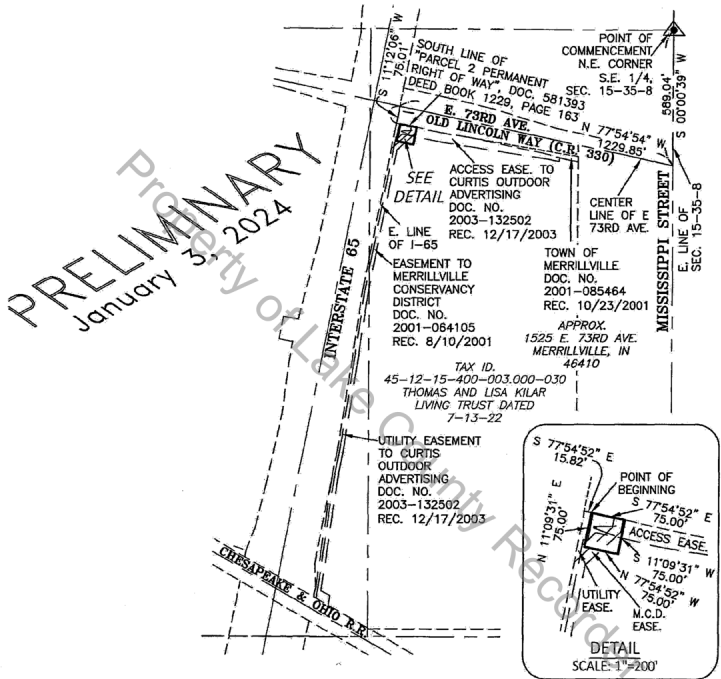 PRELIMINARY
January 3, 2024
Property of Lake County Recorder
S 11°12'06" W
75.01'
SOUTH LINE OF
"PARCEL 2 PERMANENT
RIGHT OF WAY", DOC. 581393
DEED BOOK 1229, PAGE 163
POINT OF
COMMENCEMENT
N.E. CORNER
S.E. 1/4,
SEC. 15-35-8
589.04'
S 00°00'39" W
N 77°54'54" W
1229.85'
E. 73RD AVE.
OLD LINCOLN WAY (C.R. 330)
SEE
DETAIL
ACCESS EASE. TO
CURTIS OUTDOOR
ADVERTISING
DOC. NO.
2003-132502
REC. 12/17/2003
CENTER
LINE OF E
73RD AVE.
MISSISSIPPI STREET
E. LINE OF
SEC. 15-35-8
E. LINE
OF I-65
INTERSTATE 65
EASEMENT TO
MERRILLVILLE
CONSERVANCY
DISTRICT
DOC. NO.
2001-064105
REC. 8/10/2001
TOWN OF
MERRILLVILLE
DOC. NO.
2001-085464
REC. 10/23/2001
APPROX.
1525 E. 73RD AVE.
MERRILLVILLE, IN
46410
TAX ID.
45-12-15-400-003.000-030
THOMAS AND LISA KILAR
LIVING TRUST DATED
7-13-22
UTILITY EASEMENT
TO CURTIS
OUTDOOR
ADVERTISING
DOC. NO.
2003-132502
REC. 12/17/2003
CHESAPEAKE & OHIO R.R.
S 77°54'52" E
15.82'
POINT OF
BEGINNING
S 77°54'52" E
75.00'
N 11°09'31" E
75.00'
ACCESS EASE.
S 11°09'31" W
75.00'
N 77°54'52" W
75.00'
UTILITY
EASE.
M.C.D.
EASE.
DETAIL
SCALE: 1"=200'